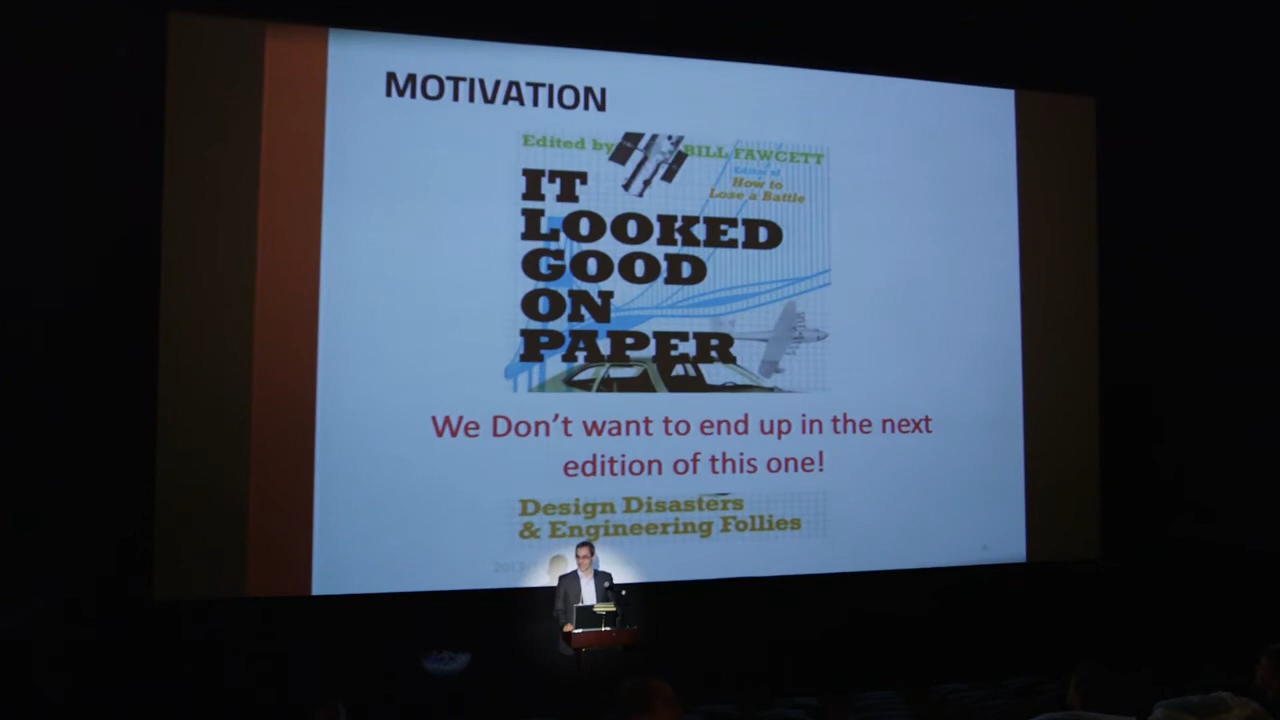 MOTIVATION
Edited by BILL FAWCETT
Editor of
How to
Lose a Battle
IT
LOOKED
GOOD
ON
PAPER
We Don't want to end up in the next
edition of this one!
Design Disasters
& Engineering Follies